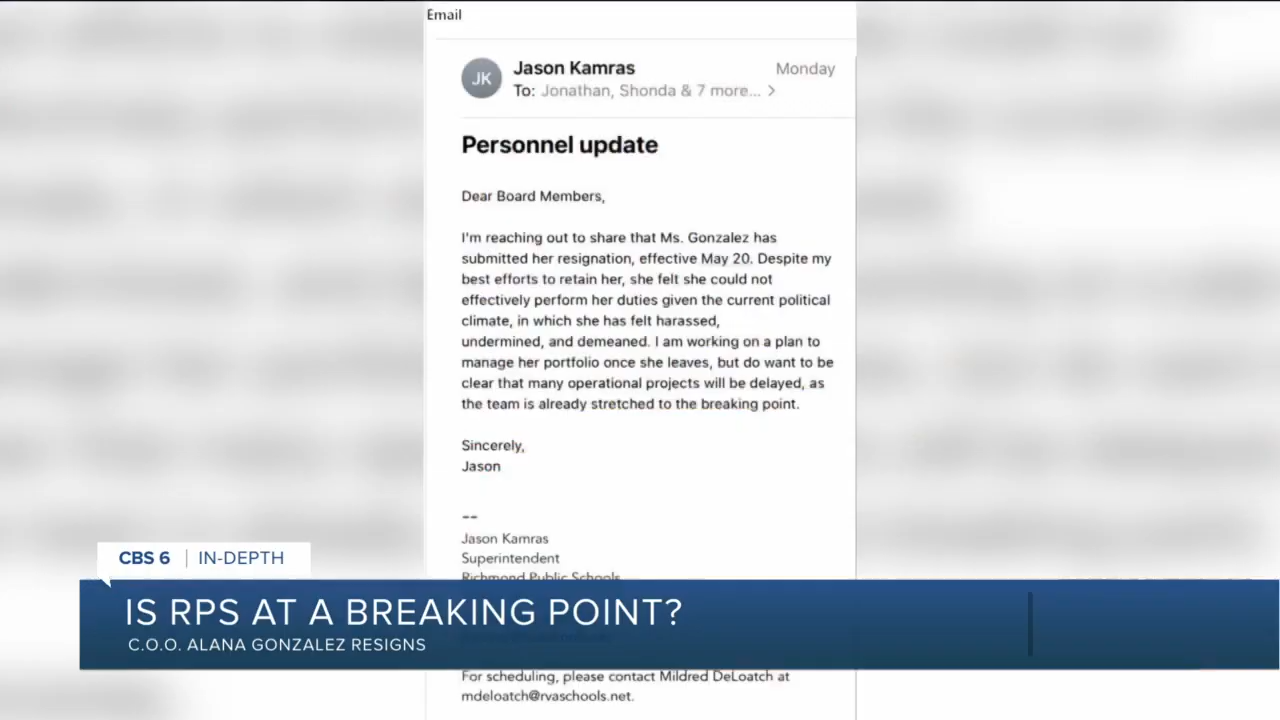 Email
JK
Jason Kamras
Monday
To: Jonathan, Shonda & 7 more... >
Personnel update
Dear Board Members,
I'm reaching out to share that Ms. Gonzalez has
submitted her resignation, effective May 20. Despite my
best efforts to retain her, she felt she could not
effectively perform her duties given the current political
climate, in which she has felt harassed,
undermined, and demeaned. I am working on a plan to
manage her portfolio once she leaves, but do want to be
clear that many operational projects will be delayed, as
the team is already stretched to the breaking point.
Sincerely,
Jason
--
Jason Kamras
Superintendent
Richmond Public Schools
CBS 6 | IN-DEPTH
IS RPS AT A BREAKING POINT?
C.O.O. ALANA GONZALEZ RESIGNS
For scheduling, please contact Mildred DeLoatch at
mdeloatch@rvaschools.net.